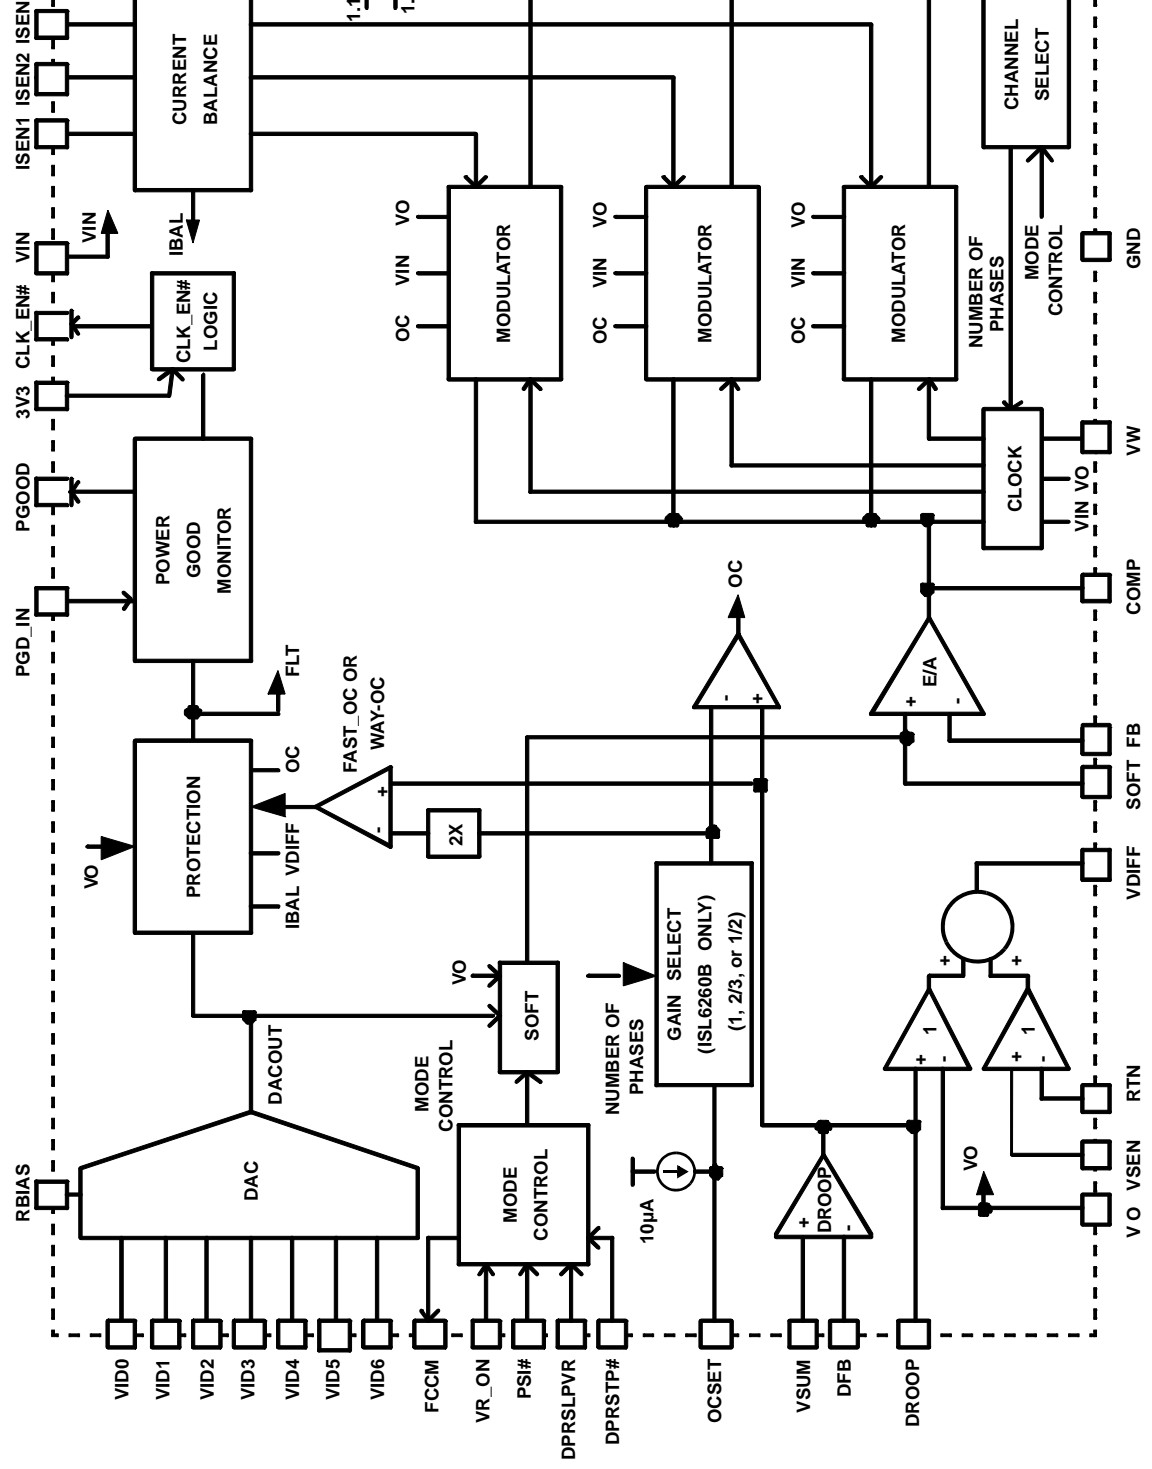 ISEN
ISEN2
ISEN1
VIN
CLK_EN#
3V3
PGOOD
PGD_IN
RBIAS
CURRENT
BALANCE
1.1
1.
CHANNEL
SELECT
VIN
IBAL
CLK_EN#
LOGIC
VO
VIN
OC
MODULATOR
VO
VIN
OC
MODULATOR
VO
VIN
OC
MODULATOR
NUMBER OF
PHASES
MODE
CONTROL
GND
POWER
GOOD
MONITOR
CLOCK
VW
VIN VO
FLT
FAST_OC OR
WAY-OC
OC
-
+
E/A
+
-
COMP
PROTECTION
VO
OC
VDIFF
IBAL
-
+
2X
FB
SOFT
VDIFF
VO
SOFT
NUMBER OF
PHASES
GAIN SELECT
(ISL6260B ONLY)
(1, 2/3, or 1/2)
+
+
DACOUT
MODE
CONTROL
1
+
-
1
+
-
RTN
DAC
MODE
CONTROL
10µA
DROOP
+
-
VO
VSEN
V O
VID0
VID1
VID2
VID3
VID4
VID5
VID6
FCCM
VR_ON
PSI#
DPRSLPVR
DPRSTP#
OCSET
VSUM
DFB
DROOP